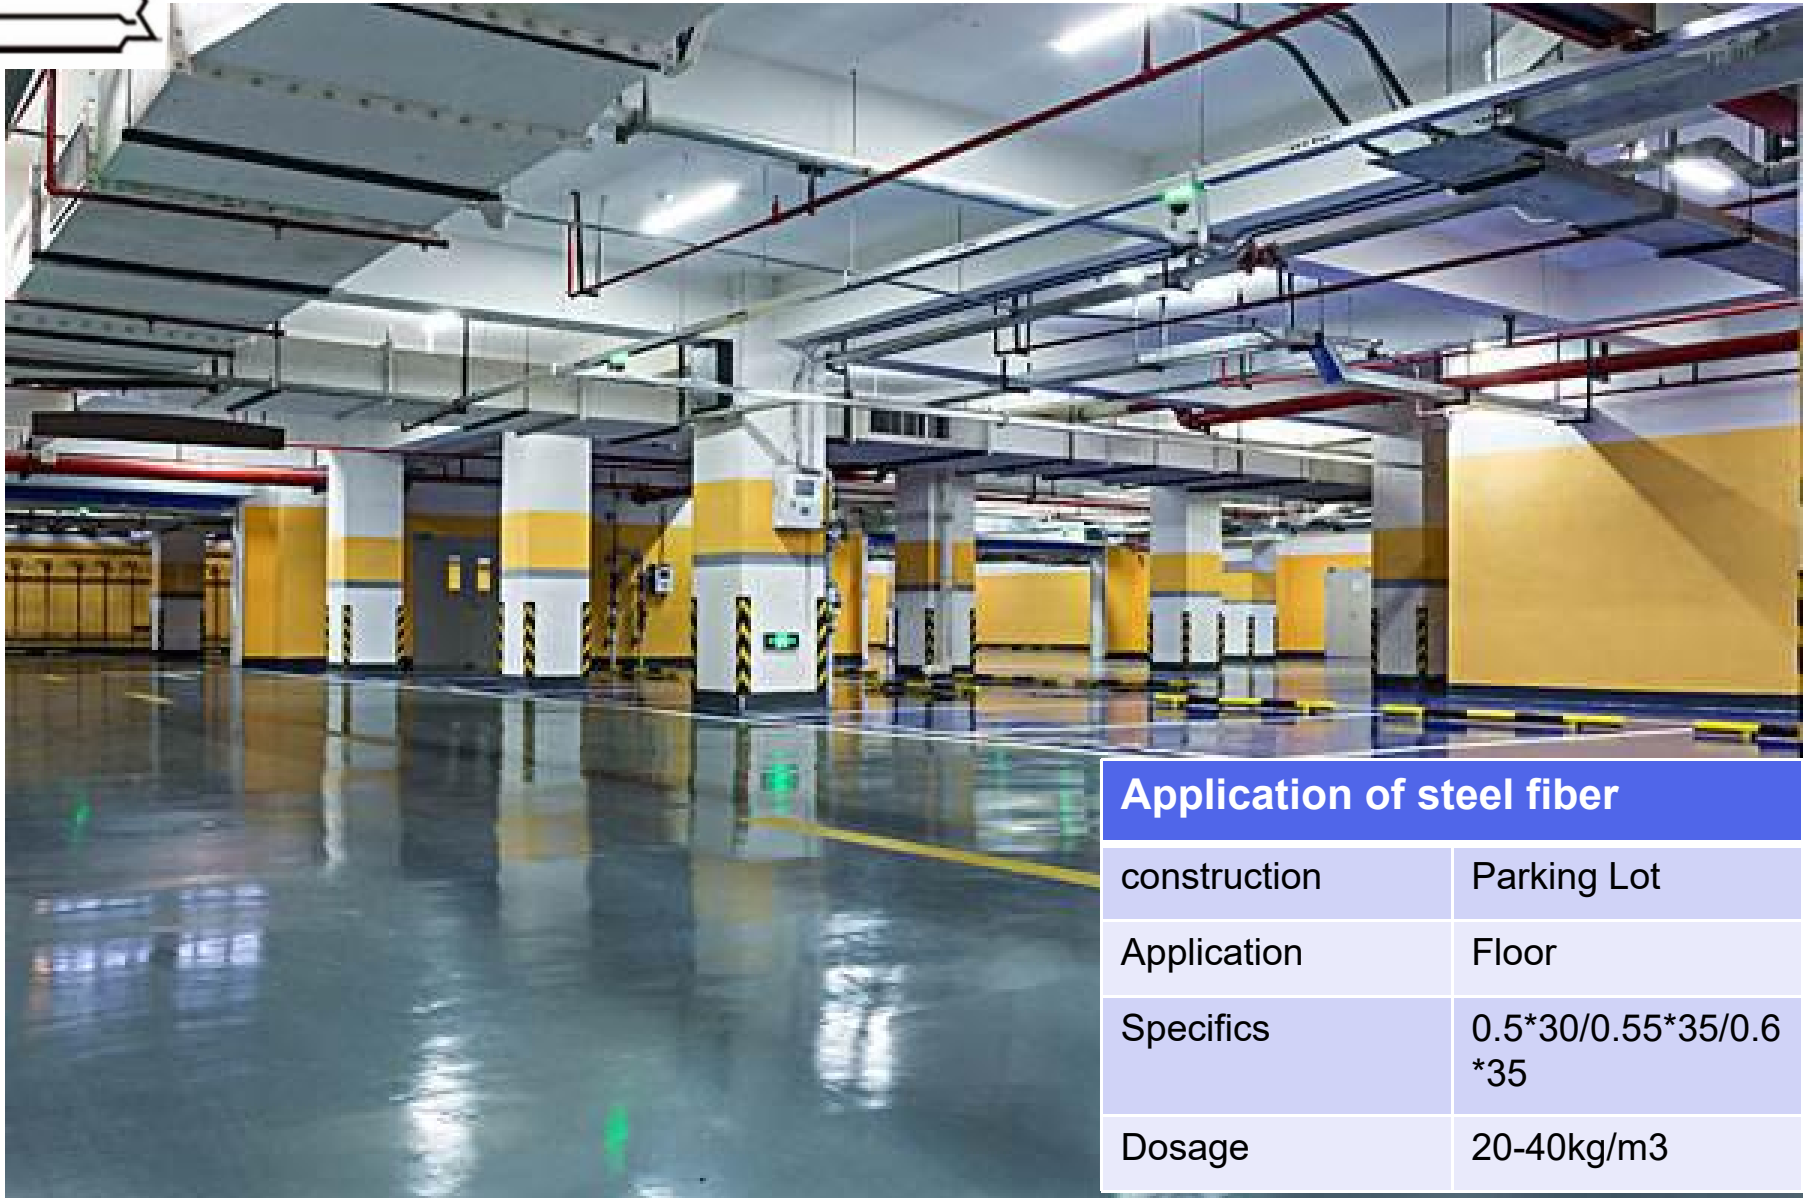 Application of steel fiber
construction Parking Lot
Application Floor
Specifics 0.5*30/0.55*35/0.6
*35
Dosage 20-40kg/m3